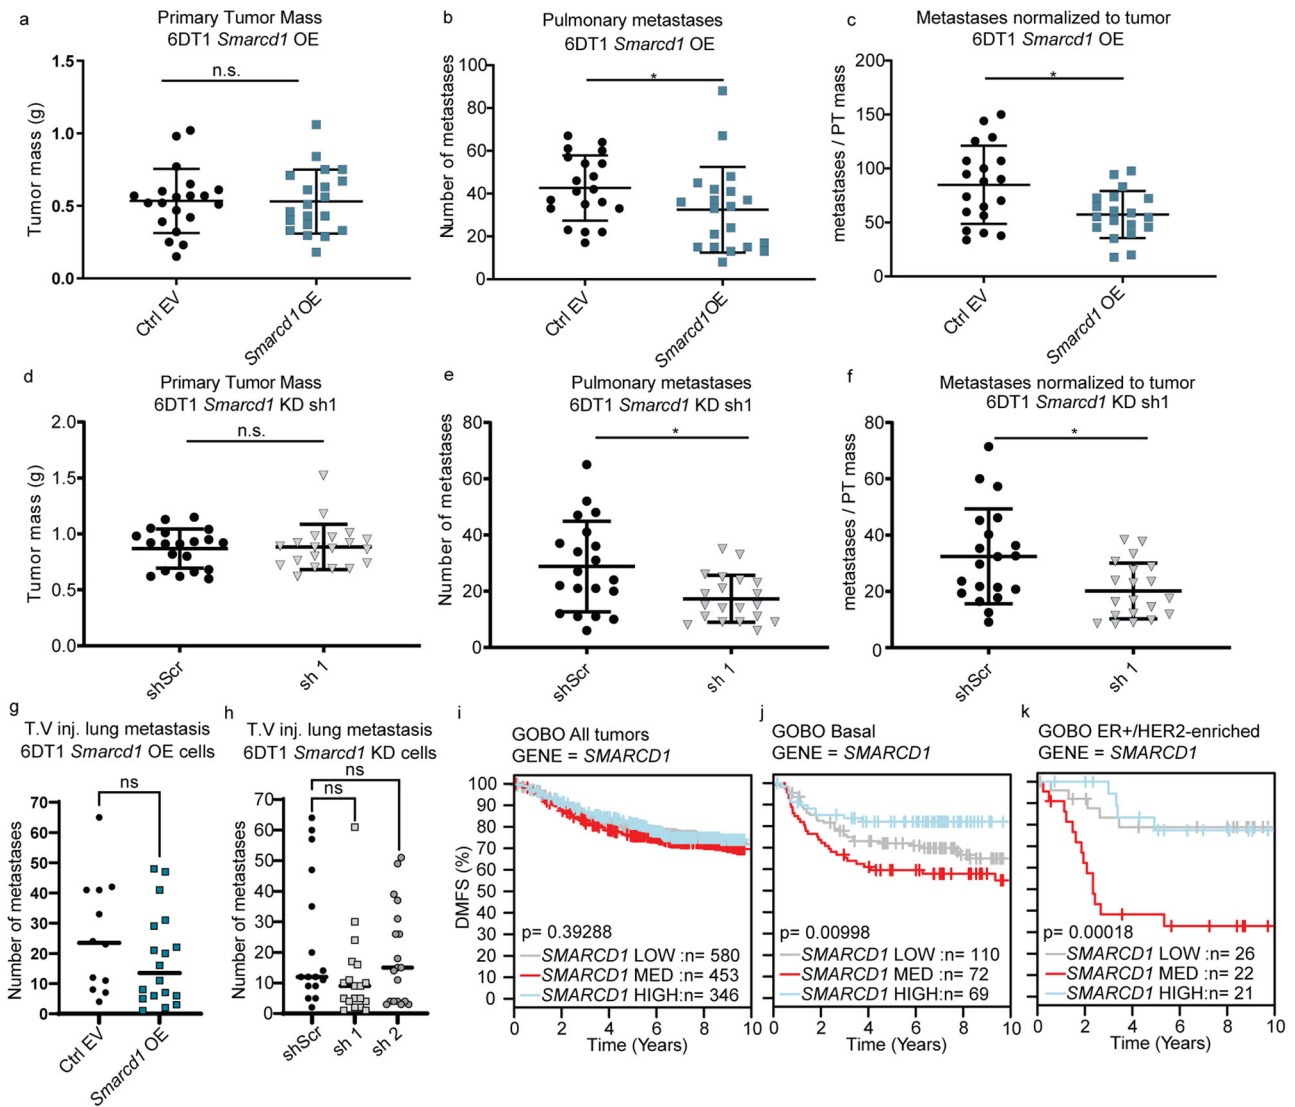 a
Primary Tumor Mass
6DT1 Smarcd1 OE
n.s.
Tumor mass (g)
1.5
1.0
0.5
0.0
Ctrl EV
Smarcd1 OE
b
Pulmonary metastases
6DT1 Smarcd1 OE
*
Number of metastases
100
80
60
40
20
0
Ctrl EV
Smarcd1 OE
c
Metastases normalized to tumor
6DT1 Smarcd1 OE
*
metastases / PT mass
200
150
100
50
0
Ctrl EV
Smarcd1 OE
d
Primary Tumor Mass
6DT1 Smarcd1 KD sh1
n.s.
Tumor mass (g)
2.0
1.5
1.0
0.5
0.0
shScr
sh 1
e
Pulmonary metastases
6DT1 Smarcd1 KD sh1
*
Number of metastases
80
60
40
20
0
shScr
sh 1
f
Metastases normalized to tumor
6DT1 Smarcd1 KD sh1
*
metastases / PT mass
80
60
40
20
0
shScr
sh 1
g
T.V inj. lung metastasis
6DT1 Smarcd1 OE cells
ns
Number of metastases
70
60
50
40
30
20
10
0
Ctrl EV
Smarcd1 OE
h
T.V inj. lung metastasis
6DT1 Smarcd1 KD cells
ns
ns
Number of metastases
70
60
50
40
30
20
10
0
shScr
sh 1
sh 2
i
GOBO All tumors
GENE = SMARCD1
DMFS (%)
100
90
80
70
60
50
40
30
20
10
0
p= 0.39288
SMARCD1 LOW :n= 580
SMARCD1 MED :n= 453
SMARCD1 HIGH:n= 346
0 2 4 6 8 10
Time (Years)
j
GOBO Basal
GENE = SMARCD1
p= 0.00998
SMARCD1 LOW :n= 110
SMARCD1 MED :n= 72
SMARCD1 HIGH:n= 69
0 2 4 6 8 10
Time (Years)
k
GOBO ER+/HER2-enriched
GENE = SMARCD1
p= 0.00018
SMARCD1 LOW :n= 26
SMARCD1 MED :n= 22
SMARCD1 HIGH:n= 21
0 2 4 6 8 10
Time (Years)